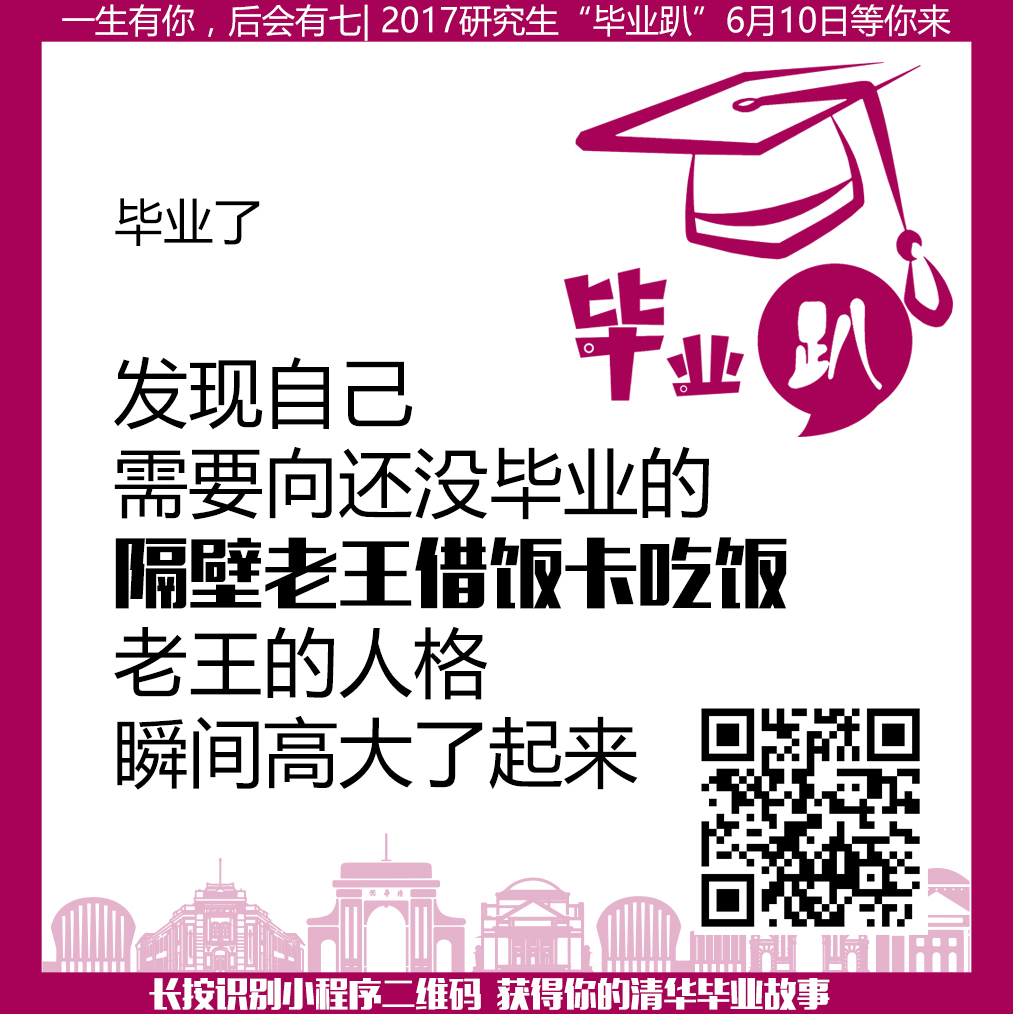 一生有你，后会有七| 2017研究生“毕业趴”6月10日等你来
毕业了
毕业趴
发现自己
需要向还没毕业的
隔壁老王借饭卡吃饭
老王的人格
瞬间高大了起来
长按识别小程序二维码 获得你的清华毕业故事